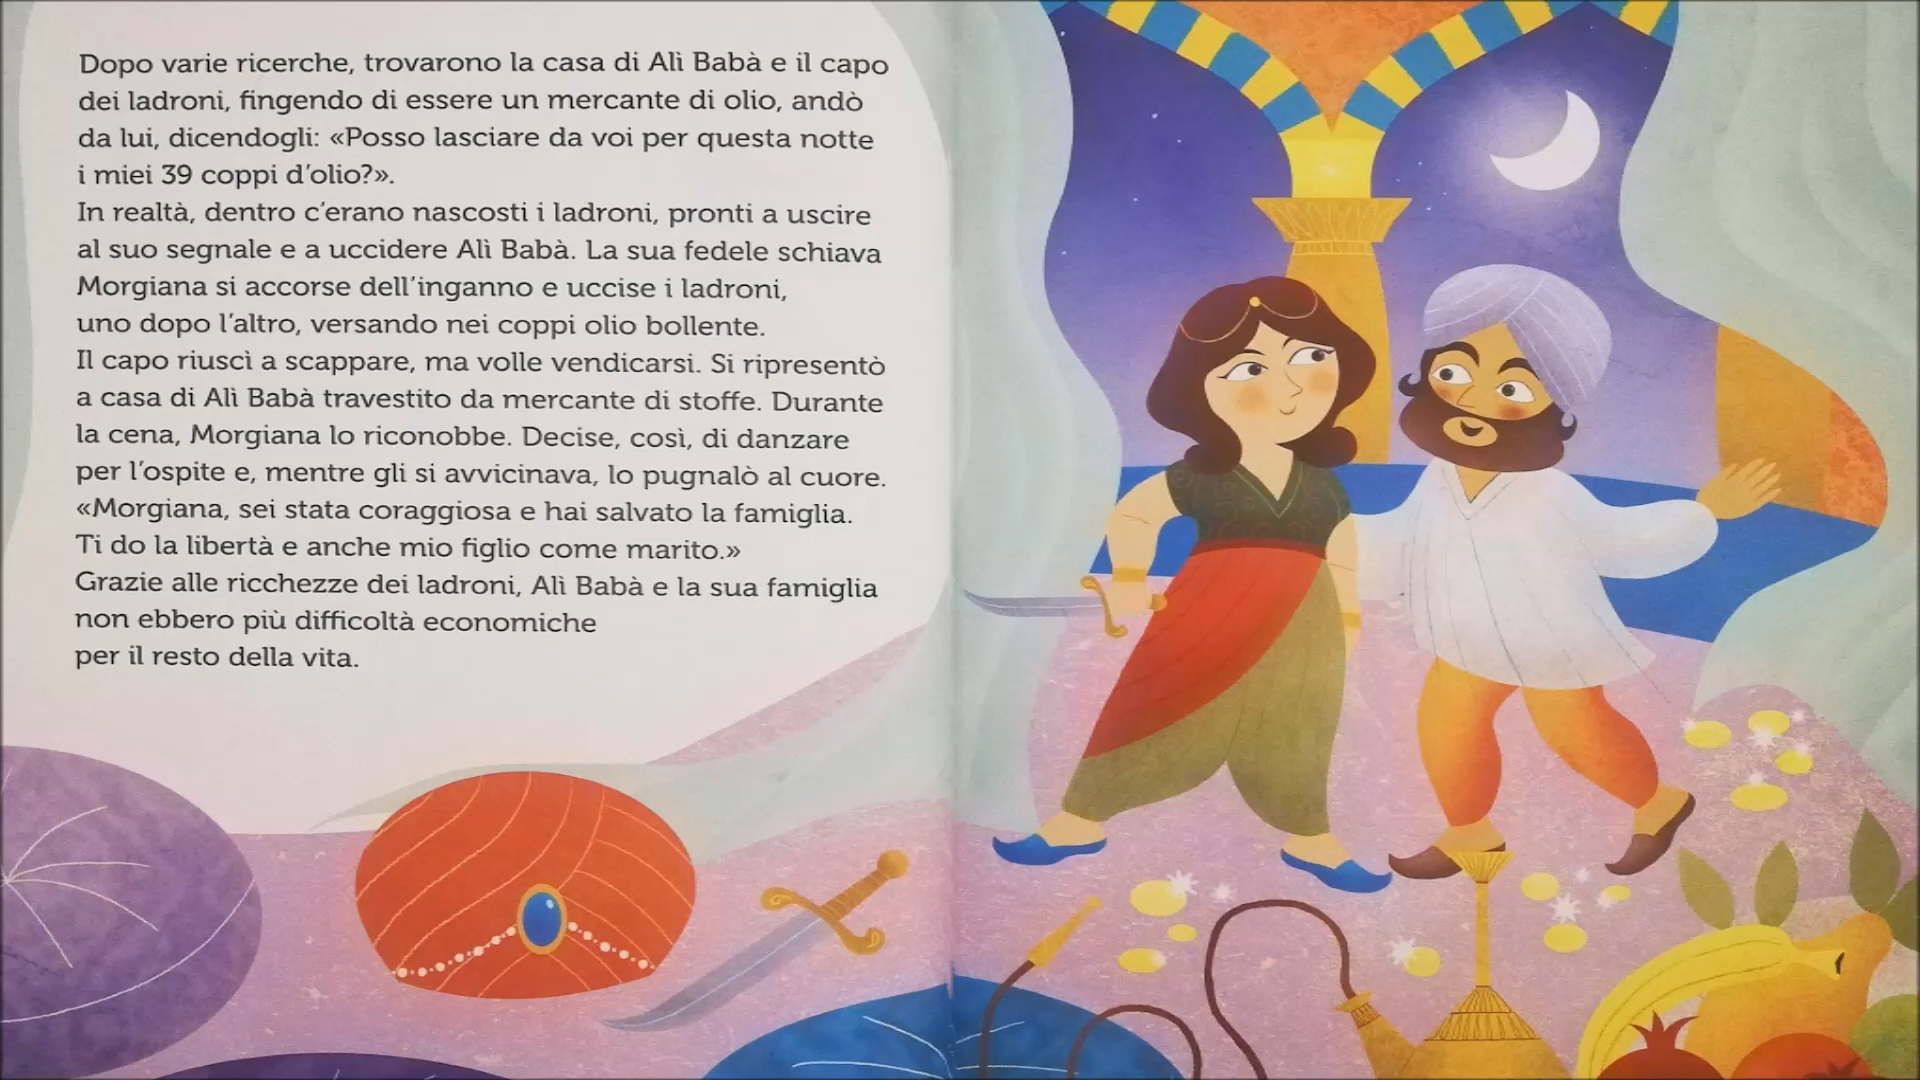 Dopo varie ricerche, trovarono la casa di Alì Babà e il capo
dei ladroni, fingendo di essere un mercante di olio, andò
da lui, dicendogli: «Posso lasciare da voi per questa notte
i miei 39 coppi d'olio?».
In realtà, dentro c'erano nascosti i ladroni, pronti a uscire
al suo segnale e a uccidere Alì Babà. La sua fedele schiava
Morgiana si accorse dell'inganno e uccise i ladroni,
uno dopo l'altro, versando nei coppi olio bollente.
Il capo riuscì a scappare, ma volle vendicarsi. Si ripresentò
a casa di Alì Babà travestito da mercante di stoffe. Durante
la cena, Morgiana lo riconobbe. Decise, così, di danzare
per l'ospite e, mentre gli si avvicinava, lo pugnalò al cuore.
«Morgiana, sei stata coraggiosa e hai salvato la famiglia.
Ti do la libertà e anche mio figlio come marito.»
Grazie alle ricchezze dei ladroni, Alì Babà e la sua famiglia
non ebbero più difficoltà economiche
per il resto della vita.